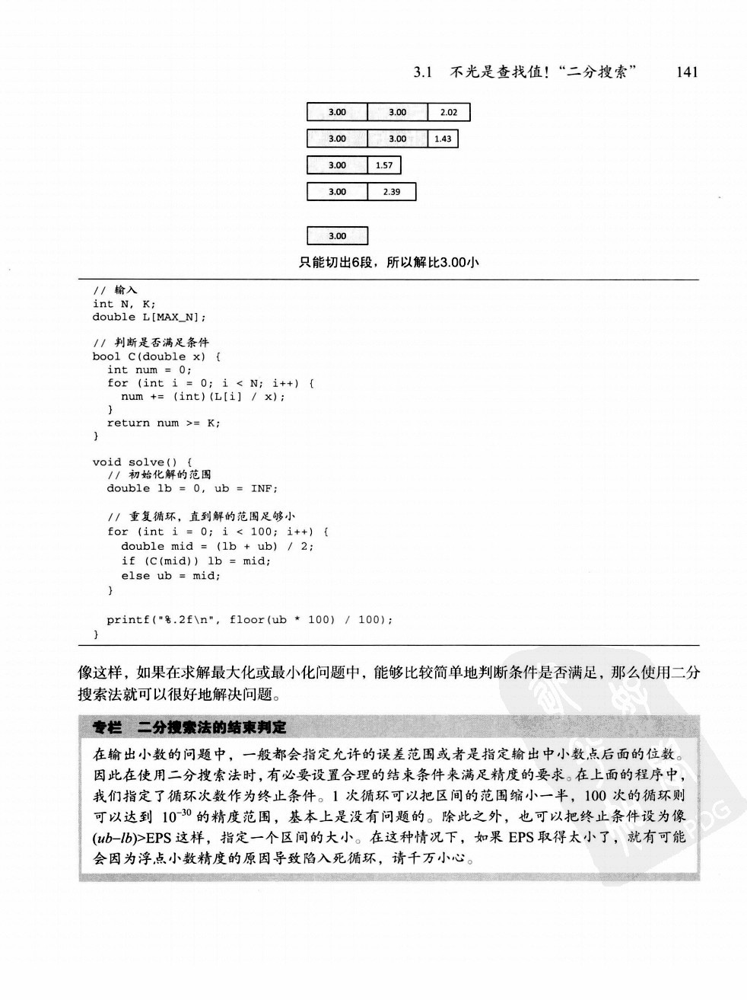 3.1 不光是查找值！“二分搜索” 141
3.00 3.00 2.02
3.00 3.00 1.43
3.00 1.57
3.00 2.39
3.00
只能切出6段，所以解比3.00小
// 输入
int N, K;
double L[MAX_N];
// 判断是否满足条件
bool C(double x) {
int num = 0;
for (int i = 0; i < N; i++) {
num += (int)(L[i] / x);
}
return num >= K;
}
void solve() {
// 初始化解的范围
double lb = 0, ub = INF;
// 重复循环，直到解的范围足够小
for (int i = 0; i < 100; i++) {
double mid = (lb + ub) / 2;
if (C(mid)) lb = mid;
else ub = mid;
}
printf("%.2f\n", floor(ub * 100) / 100);
}
像这样，如果在求解最大化或最小化问题中，能够比较简单地判断条件是否满足，那么使用二分
搜索法就可以很好地解决问题。
专栏 二分搜索法的结束判定
在输出小数的问题中，一般都会指定允许的误差范围或者是指定输出中小数点后面的位数。
因此在使用二分搜索法时，有必要设置合理的结束条件来满足精度的要求。在上面的程序中，
我们指定了循环次数作为终止条件。1 次循环可以把区间的范围缩小一半，100 次的循环则
可以达到 10⁻³⁰ 的精度范围，基本上是没有问题的。除此之外，也可以把终止条件设为像
(ub–lb)>EPS 这样，指定一个区间的大小。在这种情况下，如果 EPS 取得太小了，就有可能
会因为浮点小数精度的原因导致陷入死循环，请千万小心。